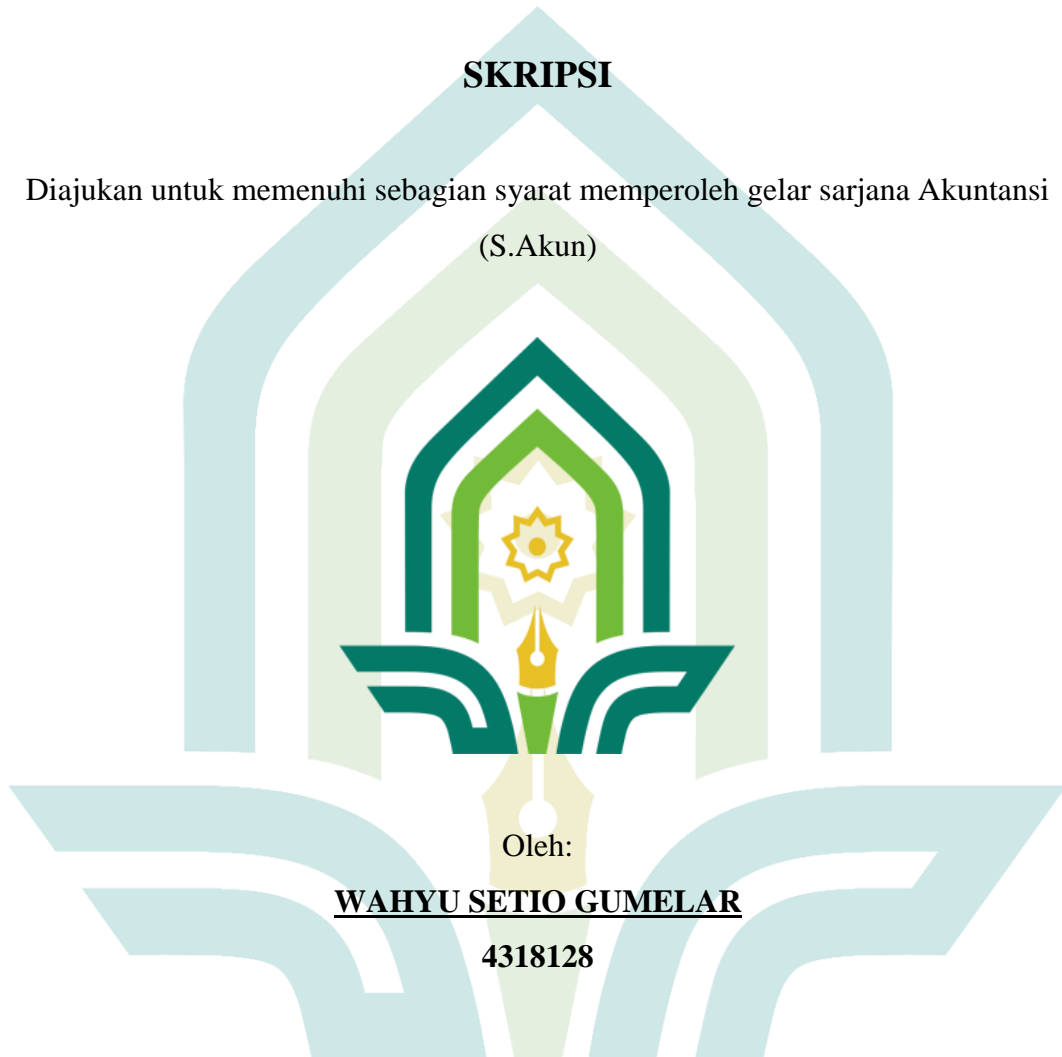 SKRIPSI
Diajukan untuk memenuhi sebagian syarat memperoleh gelar sarjana Akuntansi
(S.Akun)
Oleh:
WAHYU SETIO GUMELAR
4318128